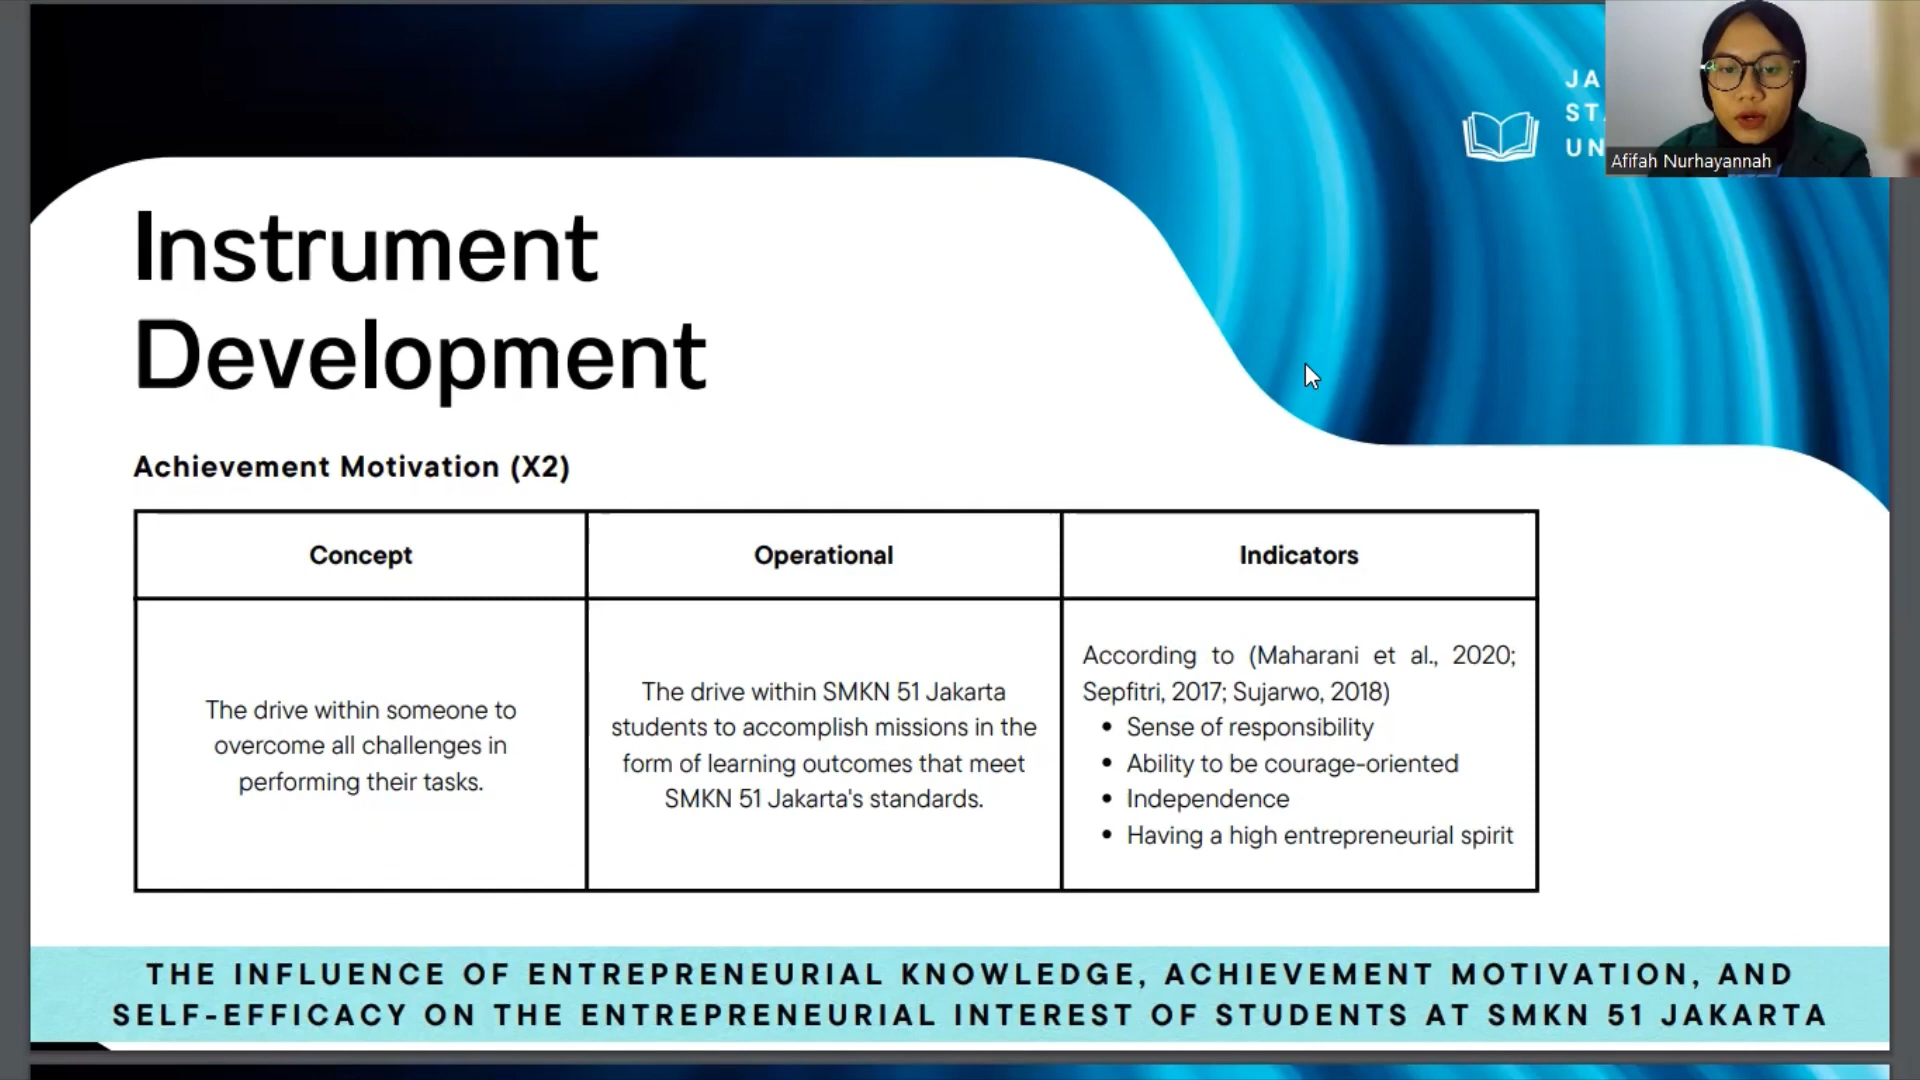 JA
ST
UN
Afifah Nurhayannah
Instrument
Development
Achievement Motivation (X2)
Concept
Operational
Indicators
The drive within someone to
overcome all challenges in
performing their tasks.
The drive within SMKN 51 Jakarta
students to accomplish missions in the
form of learning outcomes that meet
SMKN 51 Jakarta's standards.
According to (Maharani et al., 2020;
Sepfitri, 2017; Sujarwo, 2018)
• Sense of responsibility
• Ability to be courage-oriented
• Independence
• Having a high entrepreneurial spirit
THE INFLUENCE OF ENTREPRENEURIAL KNOWLEDGE, ACHIEVEMENT MOTIVATION, AND
SELF-EFFICACY ON THE ENTREPRENEURIAL INTEREST OF STUDENTS AT SMKN 51 JAKARTA